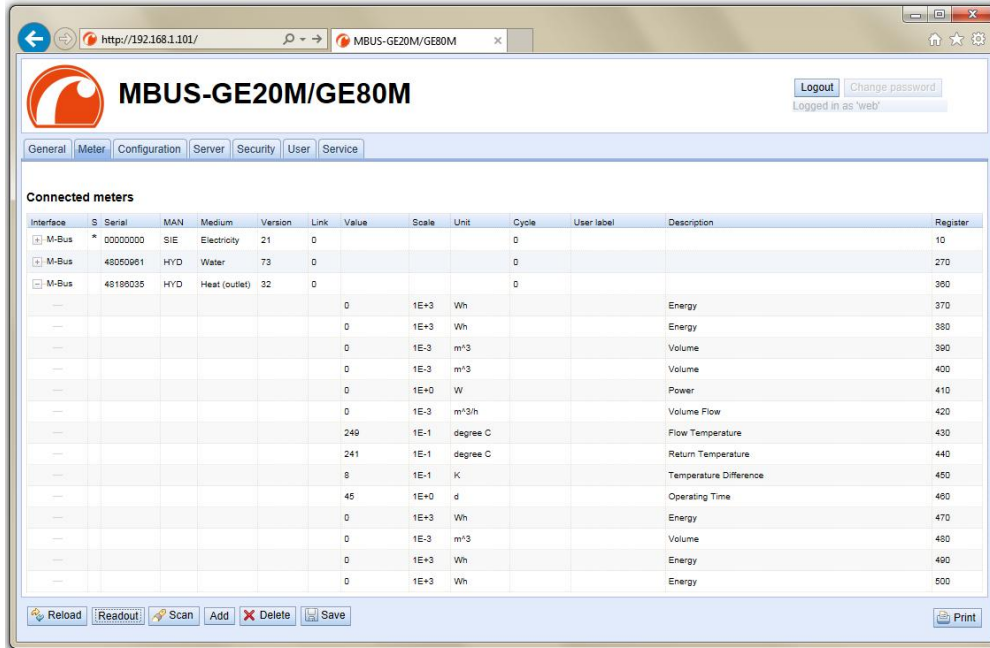 http://192.168.1.101/ MBUS-GE20M/GE80M
MBUS-GE20M/GE80M
Logout Change password
Logged in as 'web'
General Meter Configuration Server Security User Service
Connected meters
Interface S Serial MAN Medium Version Link Value Scale Unit Cycle User label Description Register
M-Bus * 00000000 SIE Electricity 21 0 0 10
M-Bus 48050961 HYD Water 73 0 0 270
M-Bus 48186035 HYD Heat (outlet) 32 0 0 360
0 1E+3 Wh Energy 370
0 1E+3 Wh Energy 380
0 1E-3 m^3 Volume 390
0 1E-3 m^3 Volume 400
0 1E+0 W Power 410
0 1E-3 m^3/h Volume Flow 420
249 1E-1 degree C Flow Temperature 430
241 1E-1 degree C Return Temperature 440
8 1E-1 K Temperature Difference 450
45 1E+0 d Operating Time 460
0 1E+3 Wh Energy 470
0 1E-3 m^3 Volume 480
0 1E+3 Wh Energy 490
0 1E+3 Wh Energy 500
Reload Readout Scan Add Delete Save Print